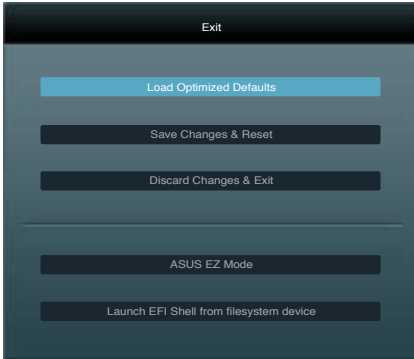 Exit
Load Optimized Defaults
Save Changes & Reset
Discard Changes & Exit
ASUS EZ Mode
Launch EFI Shell from filesystem device